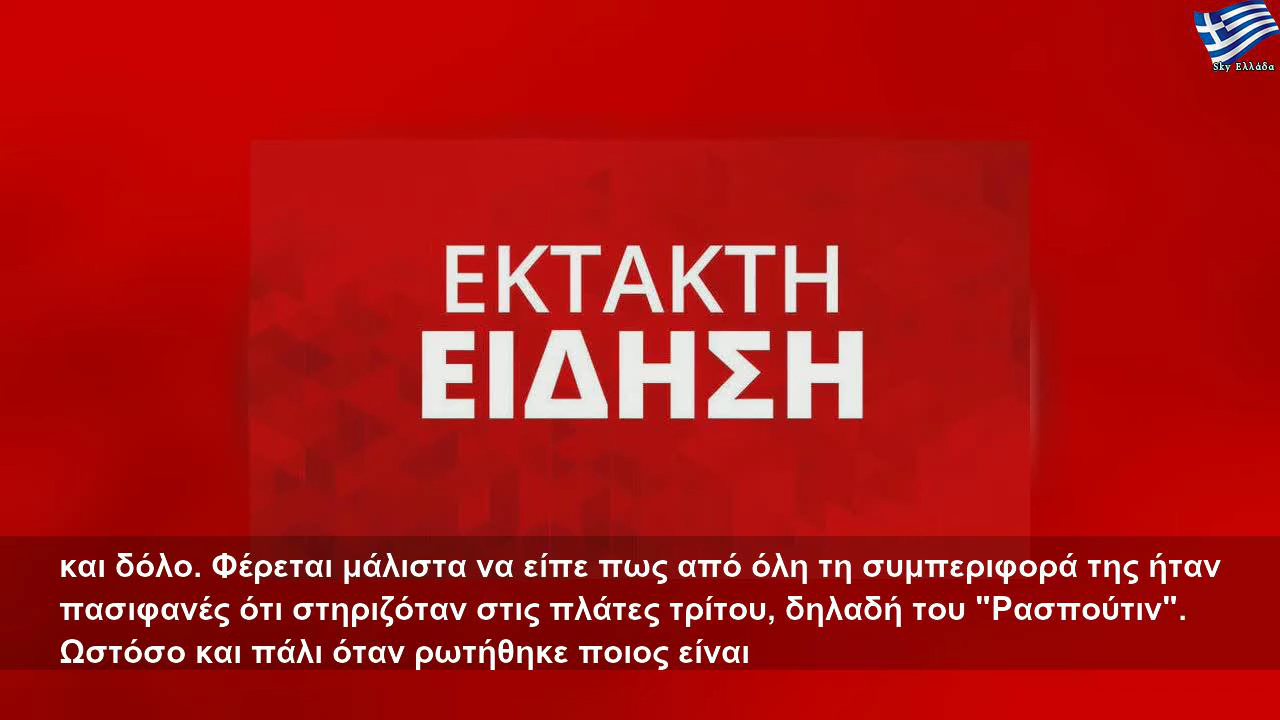 Sky Ελλάδα
ΕΚΤΑΚΤΗ
ΕΙΔΗΣΗ
και δόλο. Φέρεται μάλιστα να είπε πως από όλη τη συμπεριφορά της ήταν
πασιφανές ότι στηριζόταν στις πλάτες τρίτου, δηλαδή του "Ρασπούτιν".
Ωστόσο και πάλι όταν ρωτήθηκε ποιος είναι